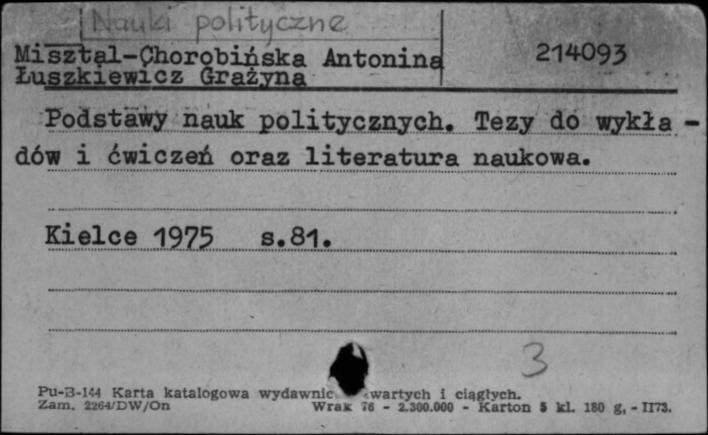 Nauki polityczne
Misztal-Chorobińska Antonina 214093
Łuszkiewicz Grażyna
Podstawy nauk politycznych. Tezy do wykła -
dów i ćwiczeń oraz literatura naukowa.
Kielce 1975 s.81.
3
Pu-B-144 Karta katalogowa wydawnic wartych i ciągłych.
Zam. 2264/DW/On Wrak 76 - 2.300.000 - Karton 5 kl. 180 g, - II73.